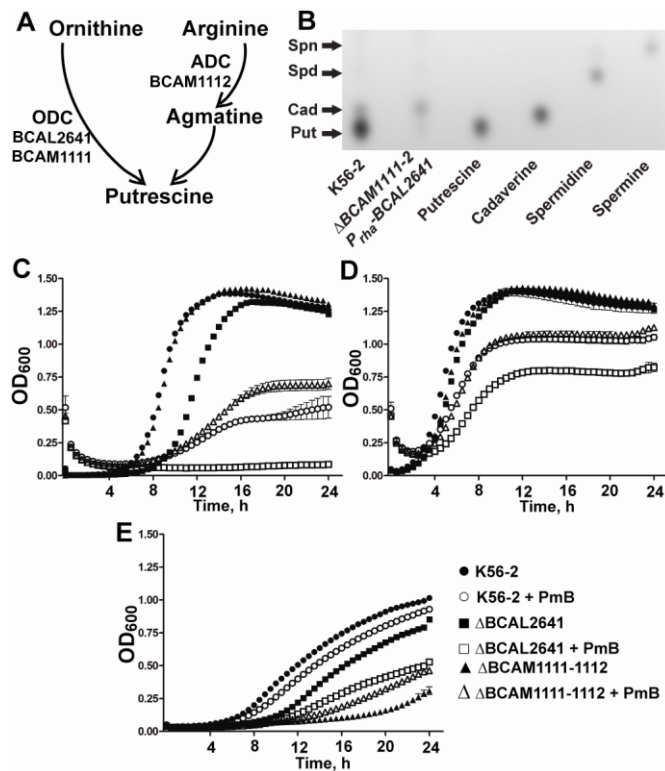 A
Ornithine Arginine
ADC
BCAM1112
Agmatine
ODC
BCAL2641
BCAM1111
Putrescine
B
Spn
Spd
Cad
Put
K56-2
ΔBCAM1111-2
Prha-BCAL2641
Putrescine
Cadaverine
Spermidine
Spermine
C
OD600
1.50
1.25
1.00
0.75
0.50
0.25
0.00
4 8 12 16 20 24
Time, h
D
OD600
1.50
1.25
1.00
0.75
0.50
0.25
0.00
4 8 12 16 20 24
Time, h
E
OD600
1.50
1.25
1.00
0.75
0.50
0.25
0.00
4 8 12 16 20 24
Time, h
K56-2
K56-2 + PmB
ΔBCAL2641
ΔBCAL2641 + PmB
ΔBCAM1111-1112
ΔBCAM1111-1112 + PmB